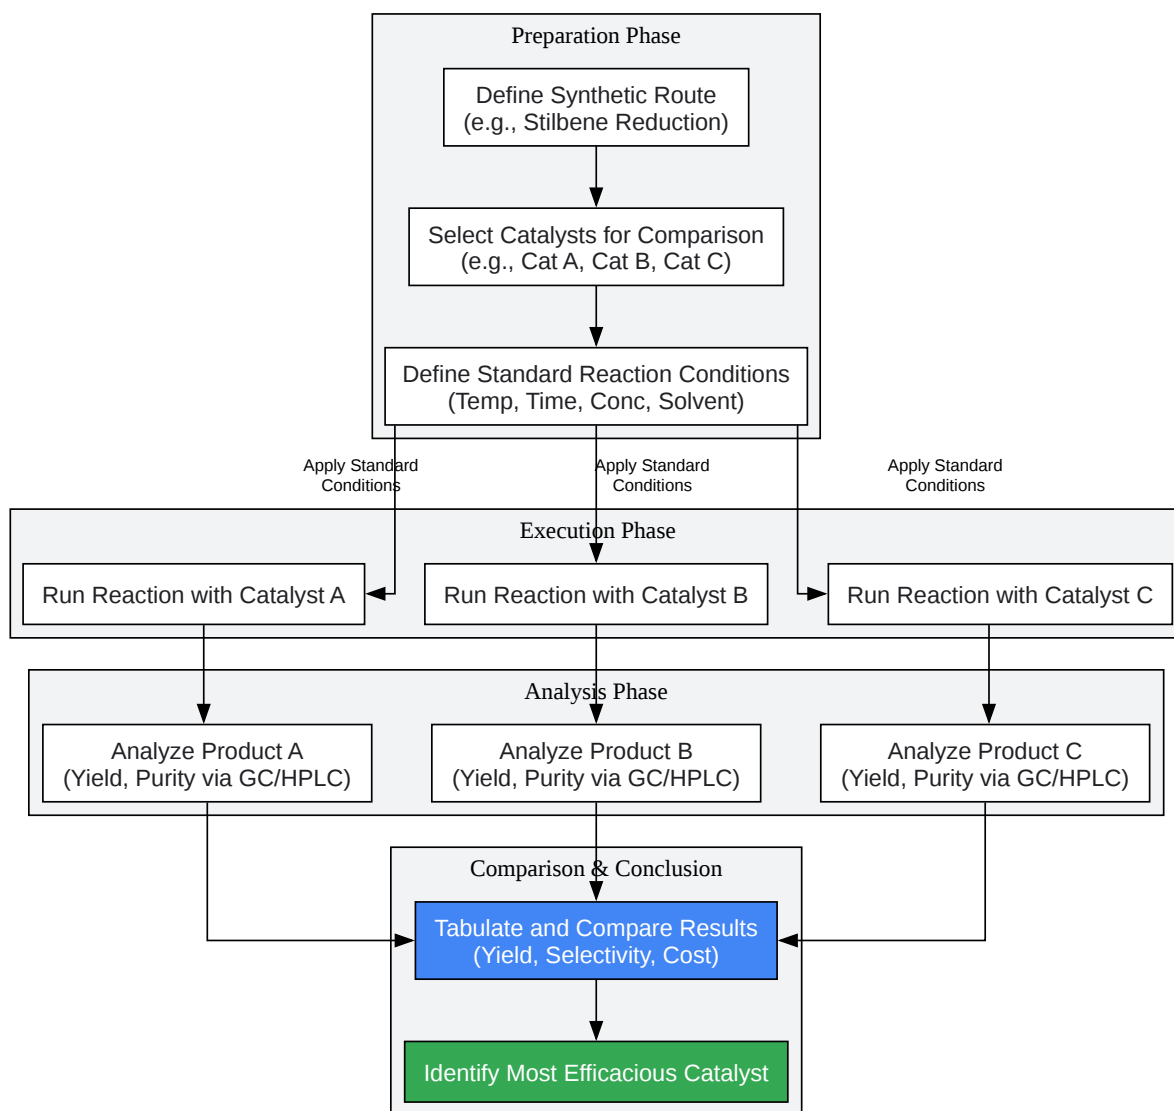 Preparation Phase
Define Synthetic Route
(e.g., Stilbene Reduction)
Select Catalysts for Comparison
(e.g., Cat A, Cat B, Cat C)
Define Standard Reaction Conditions
(Temp, Time, Conc, Solvent)
Apply Standard
Conditions
Apply Standard
Conditions
Apply Standard
Conditions
Execution Phase
Run Reaction with Catalyst A
Run Reaction with Catalyst B
Run Reaction with Catalyst C
Analysis Phase
Analyze Product A
(Yield, Purity via GC/HPLC)
Analyze Product B
(Yield, Purity via GC/HPLC)
Analyze Product C
(Yield, Purity via GC/HPLC)
Comparison & Conclusion
Tabulate and Compare Results
(Yield, Selectivity, Cost)
Identify Most Efficacious Catalyst